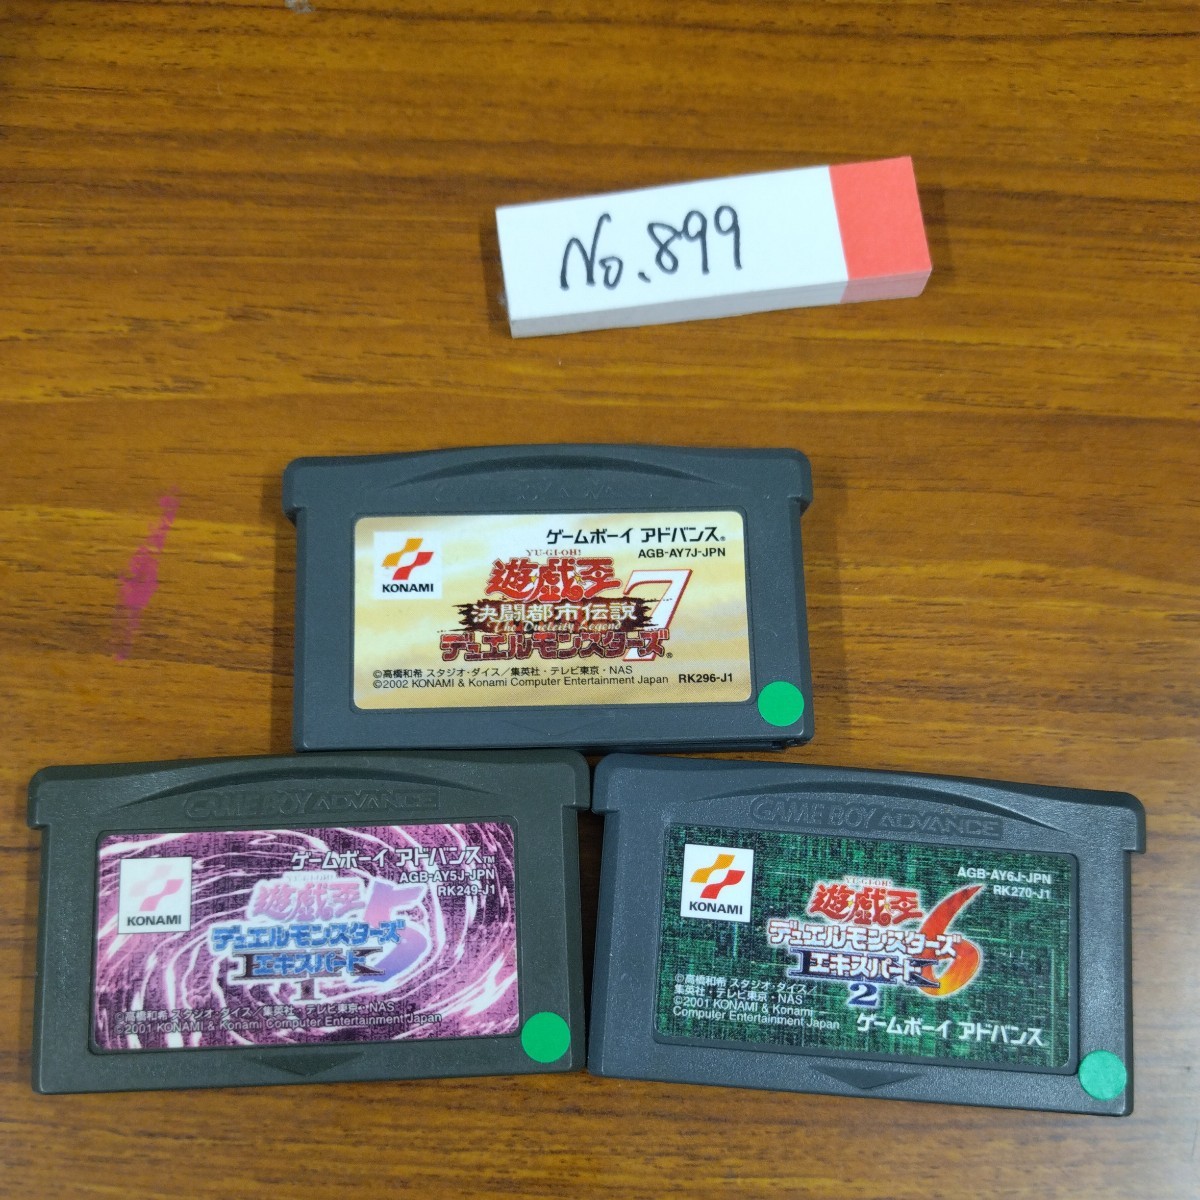 No.899
ゲームボーイ アドバンス®
AGB-AY7J-JPN
KONAMI
YU-GI-OH!
遊☆戯☆王
7
決闘都市伝説
The Duelcity Legend
デュエルモンスターズ®
©高橋和希 スタジオ・ダイス／集英社・テレビ東京・NAS
©2002 KONAMI & Konami Computer Entertainment Japan RK296-J1
GAME BOY ADVANCE
ゲームボーイ アドバンス™
AGB-AY5J-JPN
RK249-J1
KONAMI
YU-GI-OH!
遊☆戯☆王
5
デュエルモンスターズ
エキスパート
1
©高橋和希 スタジオ・ダイス／集英社・テレビ東京・NAS
©2001 KONAMI & Konami Computer Entertainment Japan
GAME BOY ADVANCE
AGB-AY6J-JPN
RK270-J1
KONAMI
YU-GI-OH!
遊☆戯☆王
6
デュエルモンスターズ
エキスパート
2
©高橋和希 スタジオ・ダイス／
集英社・テレビ東京・NAS
©2001 KONAMI & Konami
Computer Entertainment Japan
ゲームボーイ アドバンス